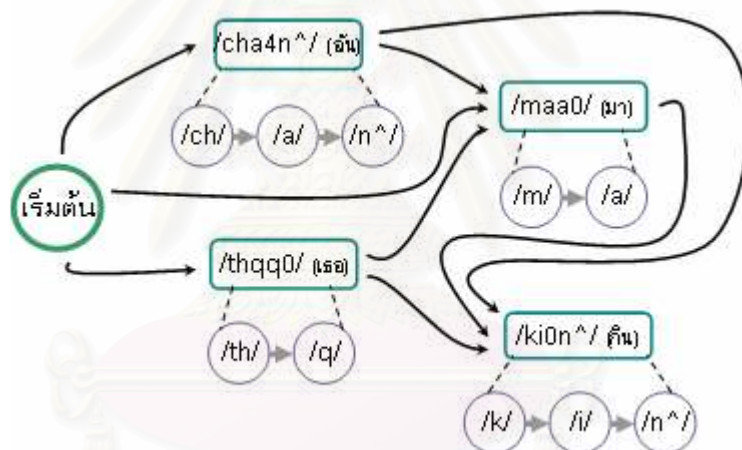 /cha4n^/ (ฉัน)
/ch/ /a/ /n^/
/maa0/ (มา)
/m/ /a/
เริ่มต้น
/thqq0/ (เธอ)
/th/ /q/
/ki0n^/ (กิน)
/k/ /i/ /n^/